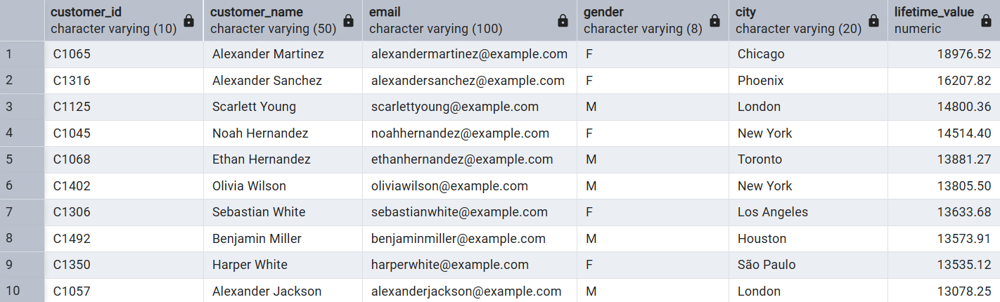 customer_id customer_name email gender city lifetime_value
character varying (10) character varying (50) character varying (100) character varying (8) character varying (20) numeric
1 C1065 Alexander Martinez alexandermartinez@example.com F Chicago 18976.52
2 C1316 Alexander Sanchez alexandersanchez@example.com F Phoenix 16207.82
3 C1125 Scarlett Young scarlettyoung@example.com M London 14800.36
4 C1045 Noah Hernandez noahhernandez@example.com F New York 14514.40
5 C1068 Ethan Hernandez ethanhernandez@example.com M Toronto 13881.27
6 C1402 Olivia Wilson oliviawilson@example.com M New York 13805.50
7 C1306 Sebastian White sebastianwhite@example.com F Los Angeles 13633.68
8 C1492 Benjamin Miller benjaminmiller@example.com M Houston 13573.91
9 C1350 Harper White harperwhite@example.com F São Paulo 13535.12
10 C1057 Alexander Jackson alexanderjackson@example.com M London 13078.25